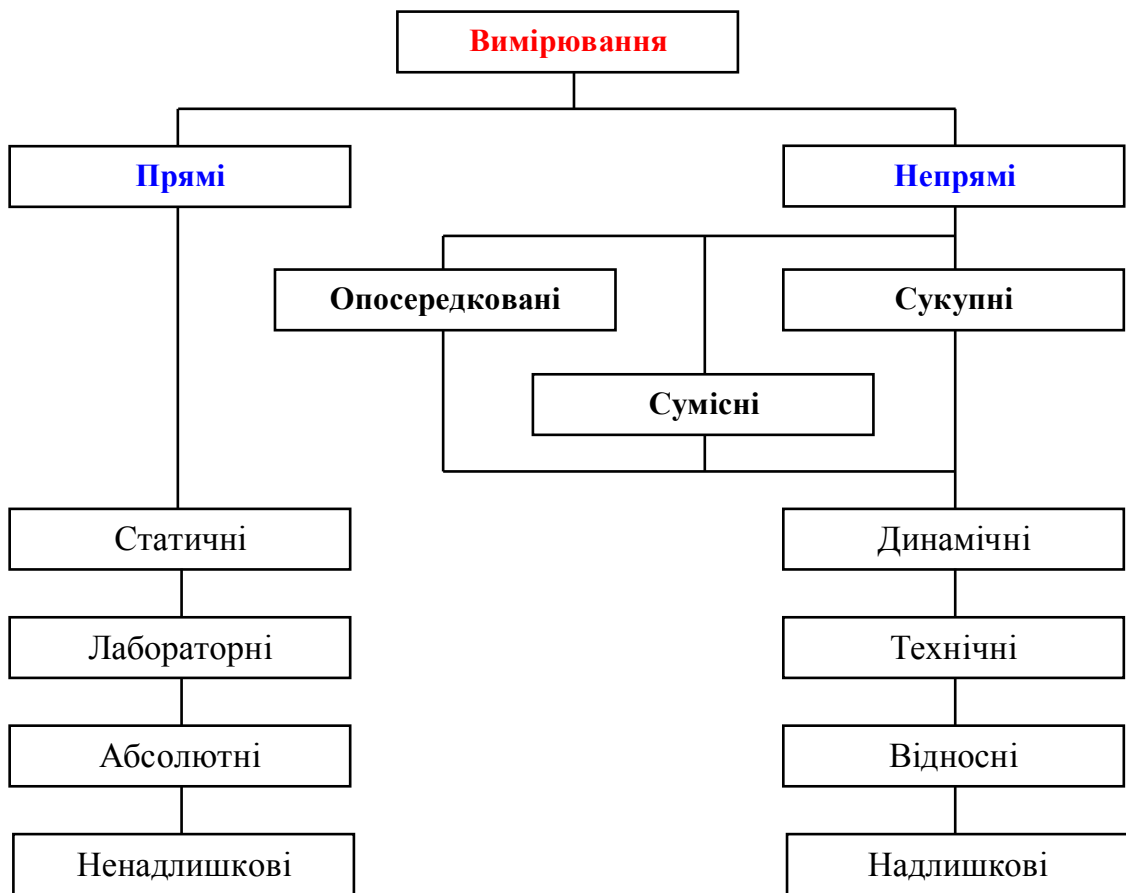 Вимірювання
Прямі
Непрямі
Опосередковані
Сукупні
Сумісні
Статичні
Динамічні
Лабораторні
Технічні
Абсолютні
Відносні
Ненадлишкові
Надлишкові